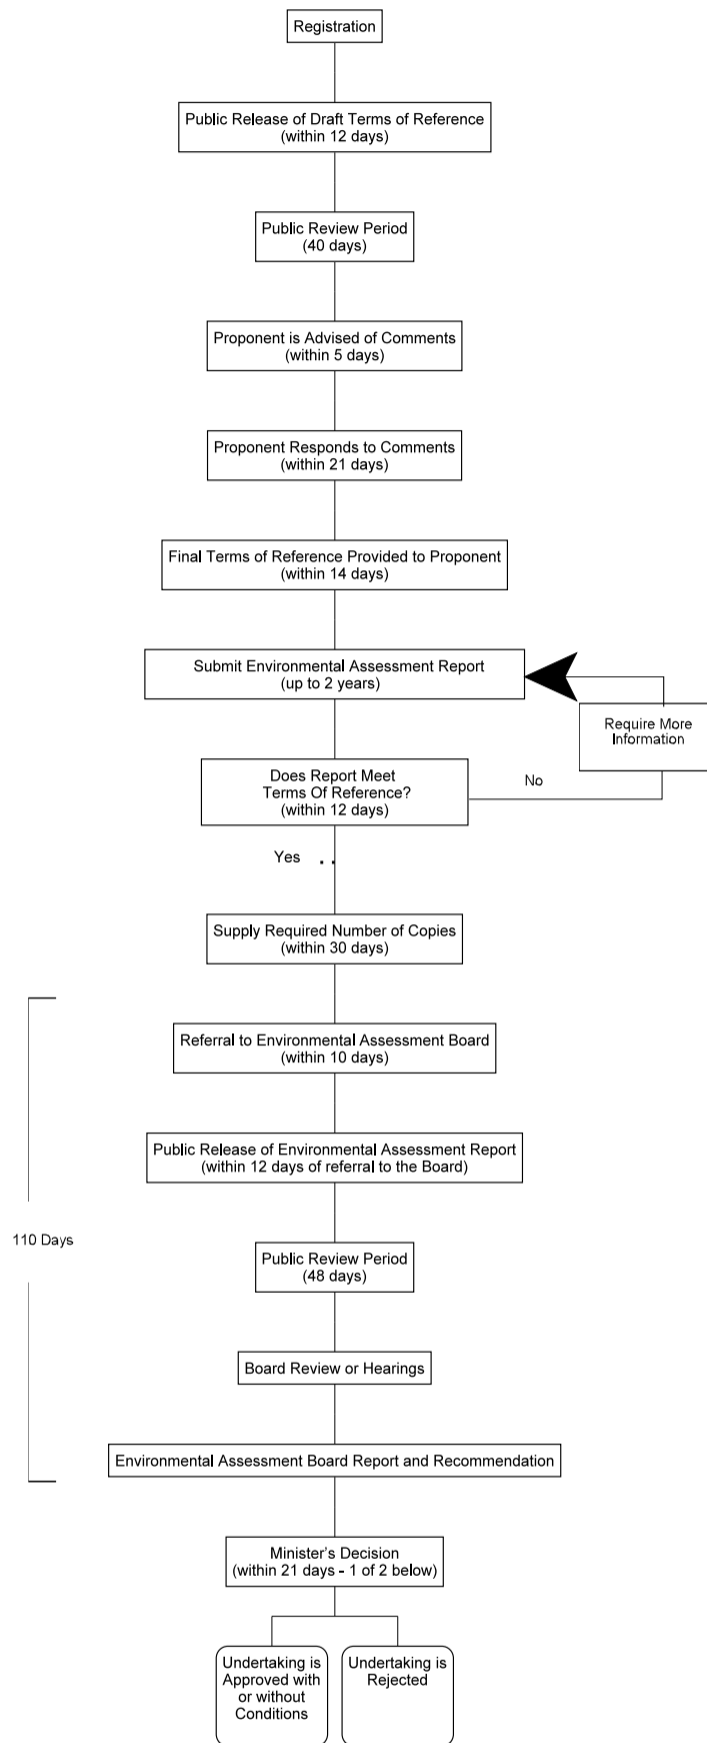 Registration
Public Release of Draft Terms of Reference
(within 12 days)
Public Review Period
(40 days)
Proponent is Advised of Comments
(within 5 days)
Proponent Responds to Comments
(within 21 days)
Final Terms of Reference Provided to Proponent
(within 14 days)
Submit Environmental Assessment Report
(up to 2 years)
Require More
Information
Does Report Meet
Terms Of Reference?
(within 12 days)
No
Yes ..
Supply Required Number of Copies
(within 30 days)
Referral to Environmental Assessment Board
(within 10 days)
Public Release of Environmental Assessment Report
(within 12 days of referral to the Board)
110 Days
Public Review Period
(48 days)
Board Review or Hearings
Environmental Assessment Board Report and Recommendation
Minister's Decision
(within 21 days - 1 of 2 below)
Undertaking is
Approved with
or without
Conditions
Undertaking is
Rejected